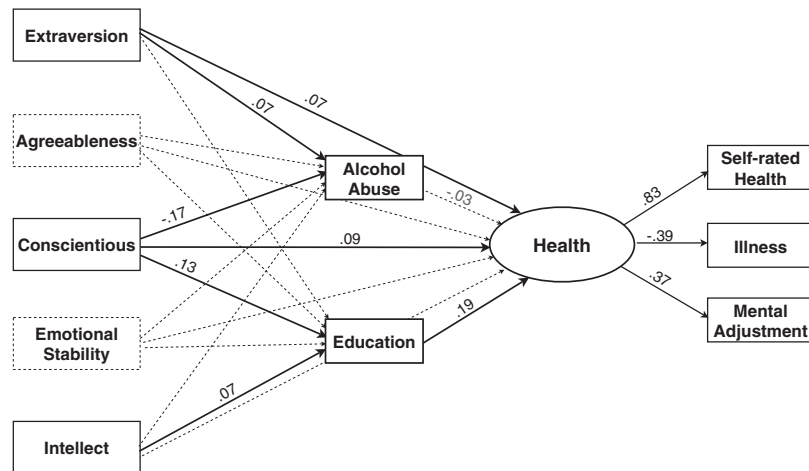 Extraversion
Agreeableness
Conscientious
Emotional
Stability
Intellect
.07
.07
-.17
.09
.13
.07
Alcohol
Abuse
Education
-.03
.19
Health
.83
-.39
.37
Self-rated
Health
Illness
Mental
Adjustment